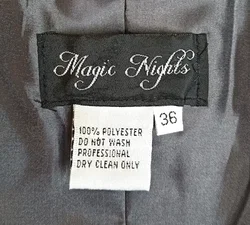 Magic Nights
36
100% POLYESTER
DO NOT WASH
PROFESSIONAL
DRY CLEAN ONLY